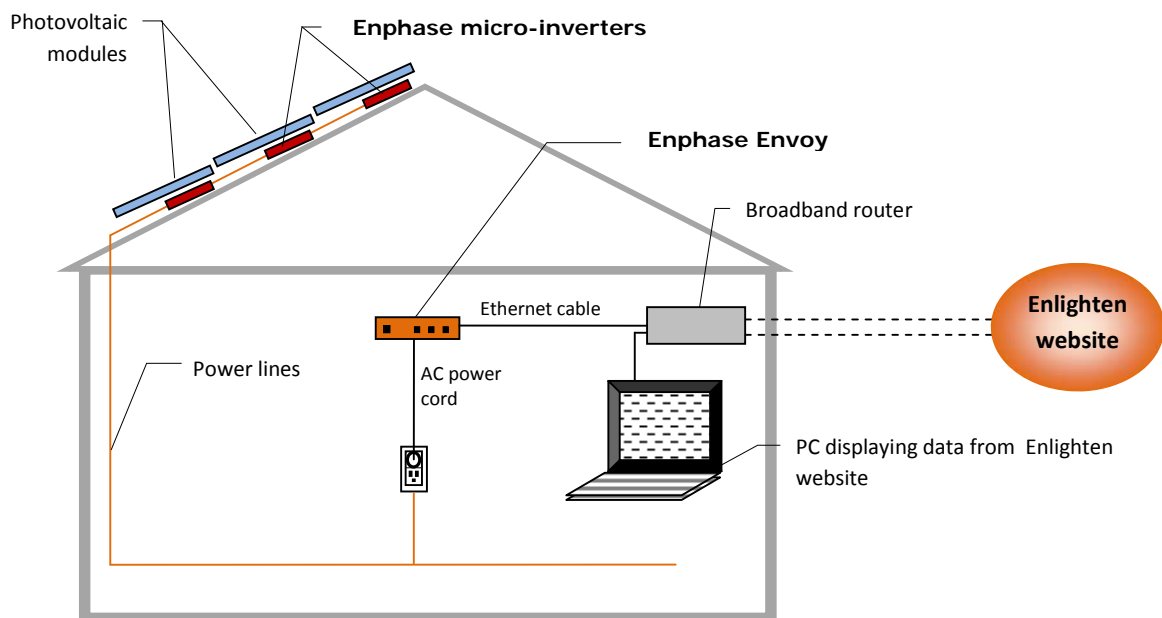 Photovoltaic
modules
Enphase micro-inverters
Enphase Envoy
Broadband router
Ethernet cable
Enlighten
website
Power lines
AC power
cord
PC displaying data from Enlighten
website